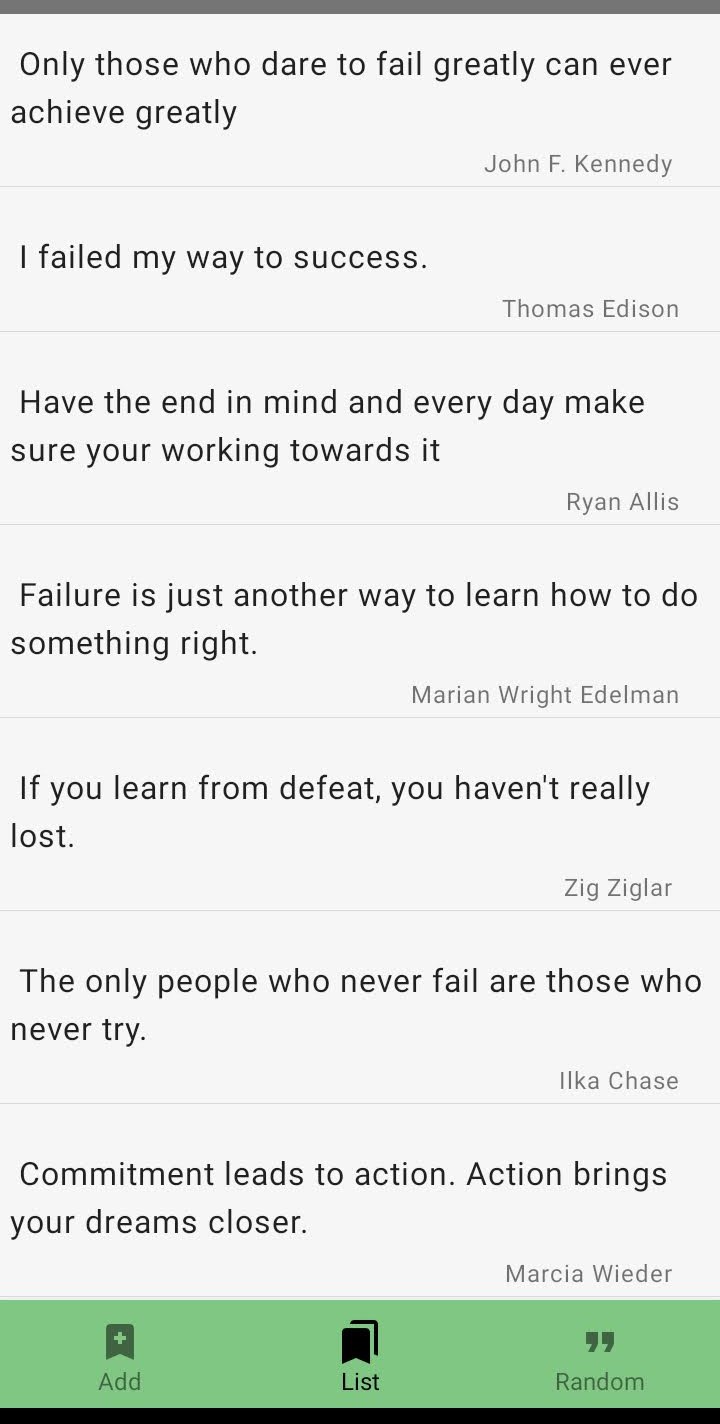 Only those who dare to fail greatly can ever
achieve greatly
John F. Kennedy
I failed my way to success.
Thomas Edison
Have the end in mind and every day make
sure your working towards it
Ryan Allis
Failure is just another way to learn how to do
something right.
Marian Wright Edelman
If you learn from defeat, you haven't really
lost.
Zig Ziglar
The only people who never fail are those who
never try.
Ilka Chase
Commitment leads to action. Action brings
your dreams closer.
Marcia Wieder
Add
List
Random